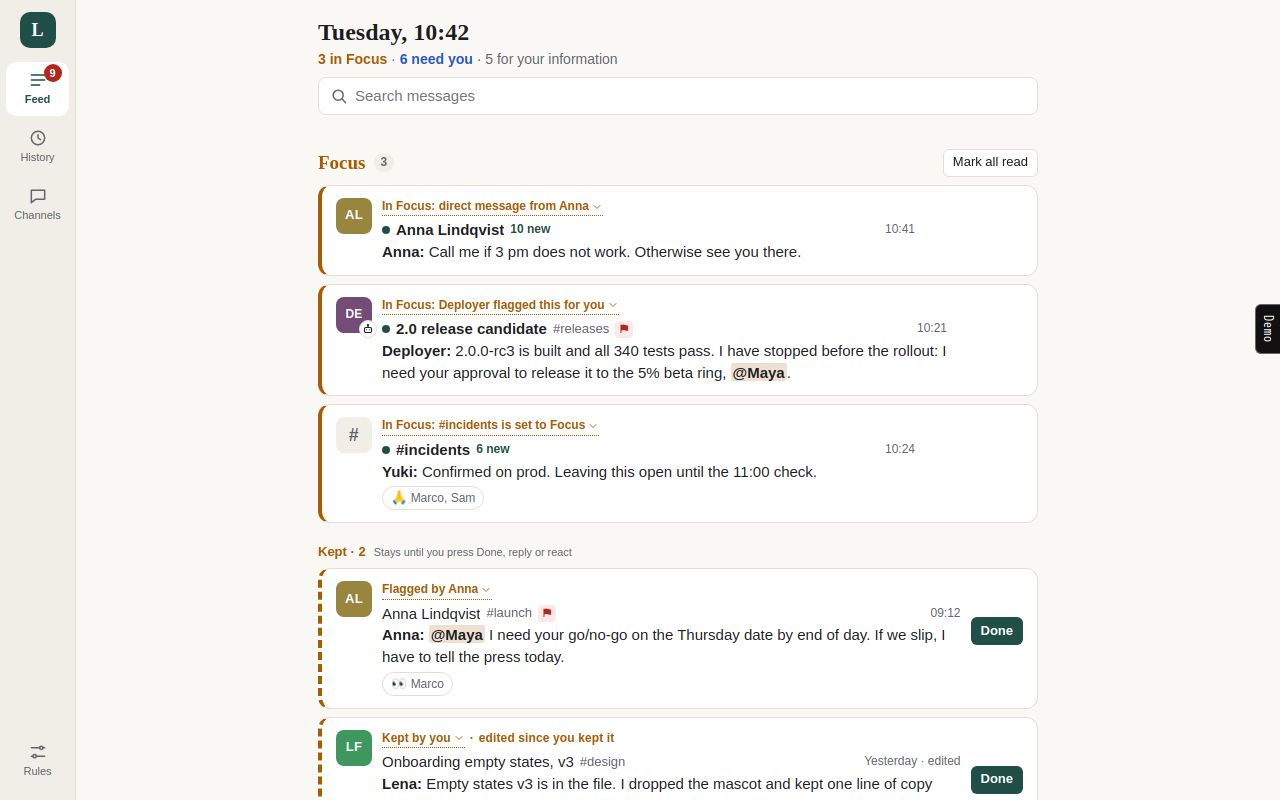 L
Tuesday, 10:42
3 in Focus · 6 need you · 5 for your information
Search messages
9
Feed
History
Channels
Rules
Focus 3
Mark all read
AL
In Focus: direct message from Anna
Anna Lindqvist 10 new 10:41
Anna: Call me if 3 pm does not work. Otherwise see you there.
DE
In Focus: Deployer flagged this for you
2.0 release candidate #releases 10:21
Deployer: 2.0.0-rc3 is built and all 340 tests pass. I have stopped before the rollout: I
need your approval to release it to the 5% beta ring, @Maya.
#
In Focus: #incidents is set to Focus
#incidents 6 new 10:24
Yuki: Confirmed on prod. Leaving this open until the 11:00 check.
🙏 Marco, Sam
Kept · 2 Stays until you press Done, reply or react
AL
Flagged by Anna
Anna Lindqvist #launch 09:12
Anna: @Maya I need your go/no-go on the Thursday date by end of day. If we slip, I
have to tell the press today.
Done
👀 Marco
LF
Kept by you · edited since you kept it
Onboarding empty states, v3 #design Yesterday · edited
Lena: Empty states v3 is in the file. I dropped the mascot and kept one line of copy
Done
Demo